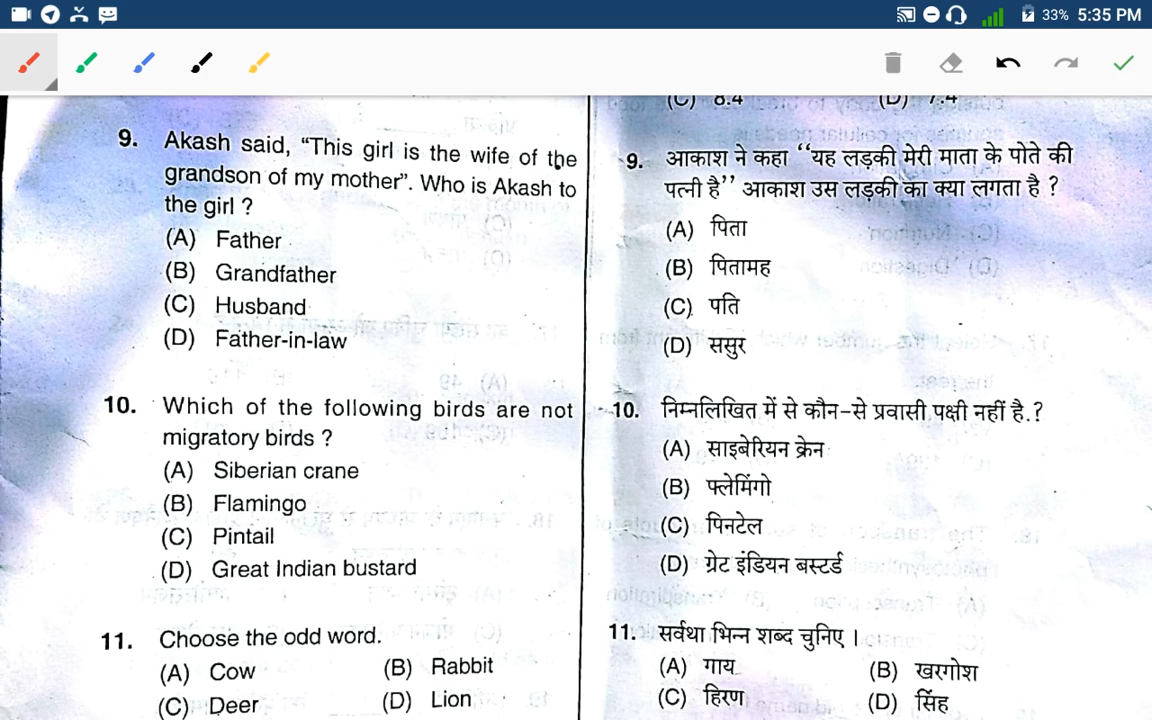 33% 5:35 PM
(C) 8.4 (D) 7.4
9. Akash said, “This girl is the wife of the
grandson of my mother”. Who is Akash to
the girl ?
(A) Father
(B) Grandfather
(C) Husband
(D) Father-in-law
10. Which of the following birds are not
migratory birds ?
(A) Siberian crane
(B) Flamingo
(C) Pintail
(D) Great Indian bustard
11. Choose the odd word.
(A) Cow (B) Rabbit
(C) Deer (D) Lion
9. आकाश ने कहा ‘‘यह लड़की मेरी माता के पोते की
पत्नी है’’ आकाश उस लड़की का क्या लगता है ?
(A) पिता
(B) पितामह
(C) पति
(D) ससुर
10. निम्नलिखित में से कौन-से प्रवासी पक्षी नहीं है.?
(A) साइबेरियन क्रेन
(B) फ्लेमिंगो
(C) पिनटेल
(D) ग्रेट इंडियन बस्टर्ड
11. सर्वथा भिन्न शब्द चुनिए ।
(A) गाय (B) खरगोश
(C) हिरण (D) सिंह